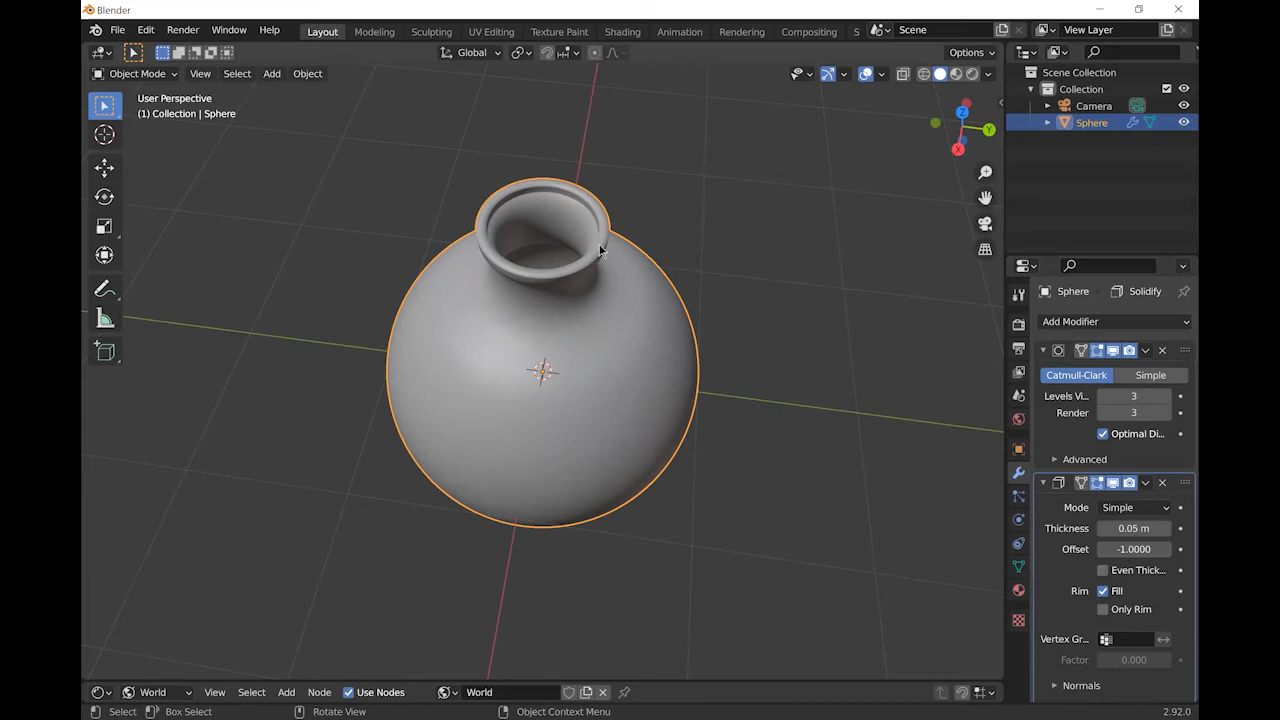 Blender
File Edit Render Window Help Layout Modeling Sculpting UV Editing Texture Paint Shading Animation Rendering Compositing S Scene View Layer
Global Options
Object Mode View Select Add Object
User Perspective
(1) Collection | Sphere
Z
Y
X
Scene Collection
Collection
Camera
Sphere
Sphere Solidify
Add Modifier
Catmull-Clark Simple
Levels Vi... 3
Render 3
Optimal Di...
Advanced
Mode Simple
Thickness 0.05 m
Offset -1.0000
Even Thick...
Rim Fill
Only Rim
Vertex Gr...
Factor 0.000
Normals
World View Select Add Node Use Nodes World
Select Box Select Rotate View Object Context Menu 2.92.0